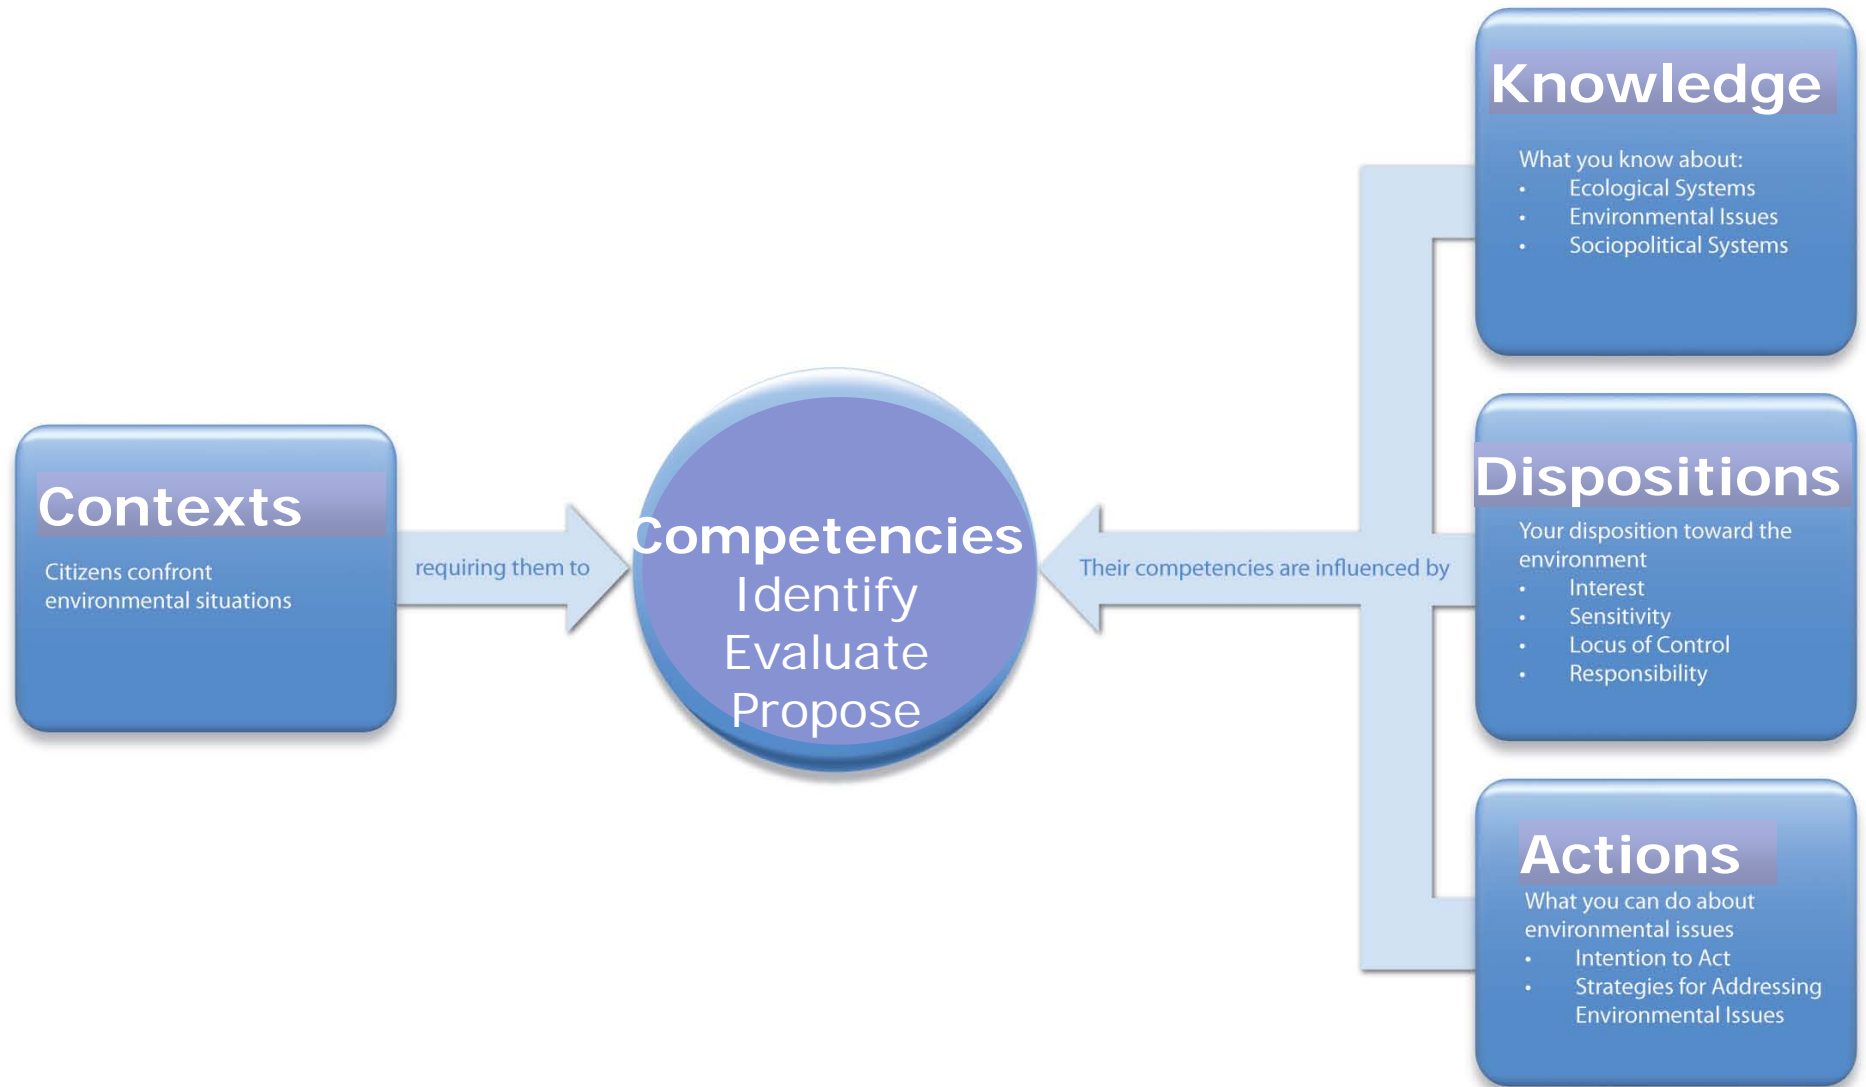 Contexts
Citizens confront
environmental situations
requiring them to
Competencies
Identify
Evaluate
Propose
Their competencies are influenced by
Knowledge
What you know about:
• Ecological Systems
• Environmental Issues
• Sociopolitical Systems
Dispositions
Your disposition toward the
environment
• Interest
• Sensitivity
• Locus of Control
• Responsibility
Actions
What you can do about
environmental issues
• Intention to Act
• Strategies for Addressing
Environmental Issues